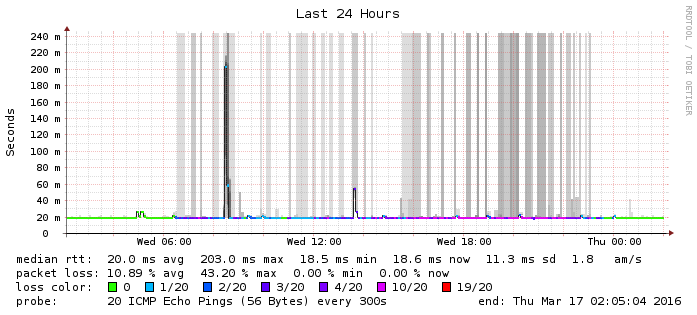 Last 24 Hours
RRDTOOL / TOBI OETIKER
Seconds
240 m
220 m
200 m
180 m
160 m
140 m
120 m
100 m
80 m
60 m
40 m
20 m
0
Wed 06:00 Wed 12:00 Wed 18:00 Thu 00:00
median rtt: 20.0 ms avg 203.0 ms max 18.5 ms min 18.6 ms now 11.3 ms sd 1.8 am/s
packet loss: 10.89 % avg 43.20 % max 0.00 % min 0.00 % now
loss color: 0 1/20 2/20 3/20 4/20 10/20 19/20
probe: 20 ICMP Echo Pings (56 Bytes) every 300s end: Thu Mar 17 02:05:04 2016